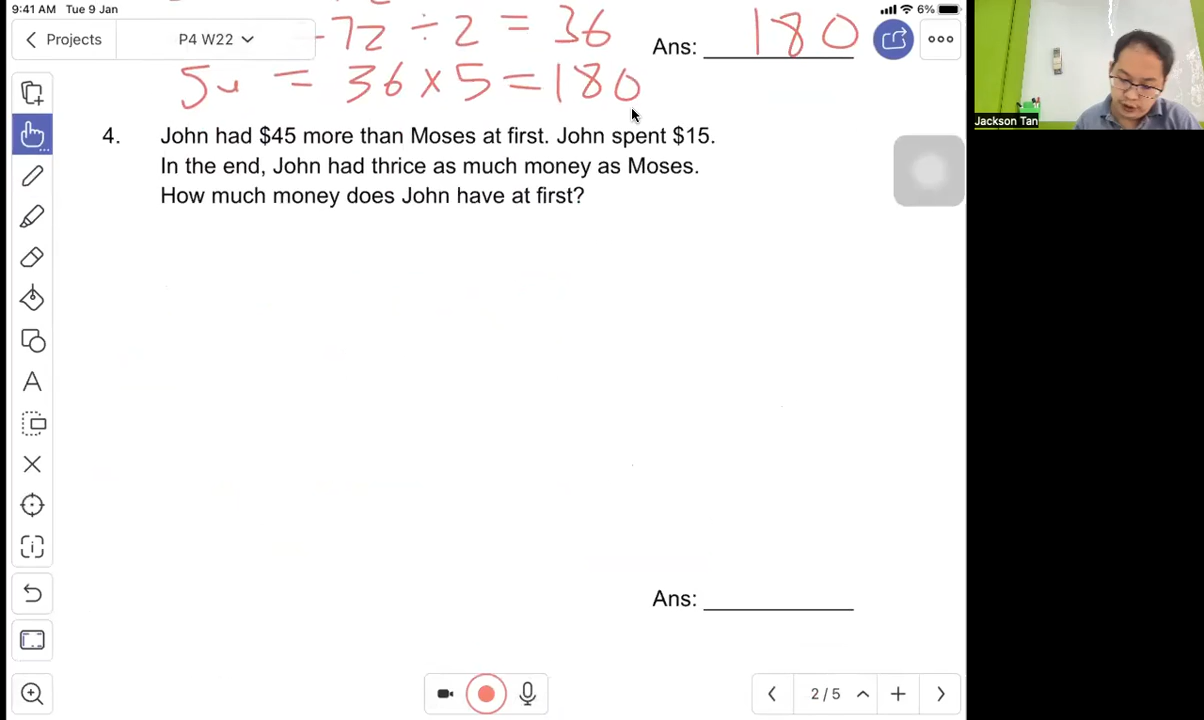 9:41 AM Tue 9 Jan
6%
Projects
P4 W22
72 ÷ 2 = 36
Ans: 180
5u = 36 × 5 = 180
4. John had $45 more than Moses at first. John spent $15.
In the end, John had thrice as much money as Moses.
How much money does John have at first?
Ans:
2 / 5
Jackson Tan
A